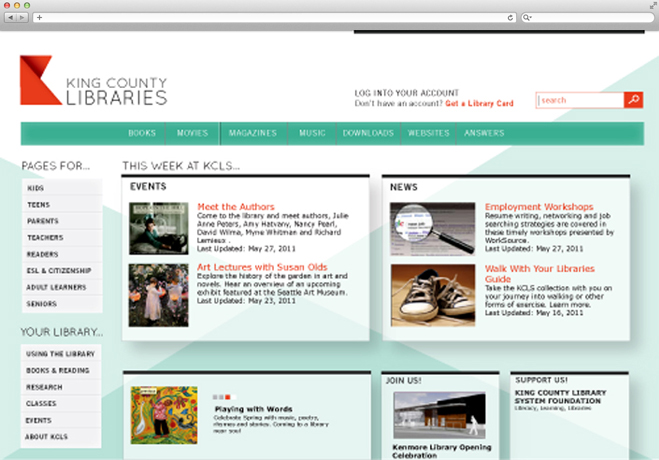 KING COUNTY
LIBRARIES
LOG INTO YOUR ACCOUNT
Don't have an account? Get a Library Card
search
BOOKS MOVIES MAGAZINES MUSIC DOWNLOADS WEBSITES ANSWERS
PAGES FOR...
KIDS
TEENS
PARENTS
TEACHERS
READERS
ESL & CITIZENSHIP
ADULT LEARNERS
SENIORS
YOUR LIBRARY...
USING THE LIBRARY
BOOKS & READING
RESEARCH
CLASSES
EVENTS
ABOUT KCLS
THIS WEEK AT KCLS...
EVENTS
Meet the Authors
Come to the library and meet authors, Julie
Anne Peters, Amy Hatvany, Nancy Pearl,
David Wilma, Myne Whitman and Richard
Lemieux .
Last Updated: May 27, 2011
Art Lectures with Susan Olds
Explore the history of the garden in art and
novels. Hear an overview of an upcoming
exhibit featured at the Seattle Art Museum.
Last Updated: May 23, 2011
NEWS
Employment Workshops
Resume writing, networking and job
searching strategies are covered in
these timely workshops presented by
WorkSource.
Last Updated: May 27, 2011
Walk With Your Libraries
Guide
Take the KCLS collection with you on
your journey into walking or other
forms of exercise. Learn more.
Last Updated: May 16, 2011
Playing with Words
Celebrate Spring with music, poetry,
rhymes and stories. Coming to a library
near you!
JOIN US!
Kenmore Library Opening
Celebration
SUPPORT US!
KING COUNTY LIBRARY
SYSTEM FOUNDATION
Literacy, Learning, Libraries